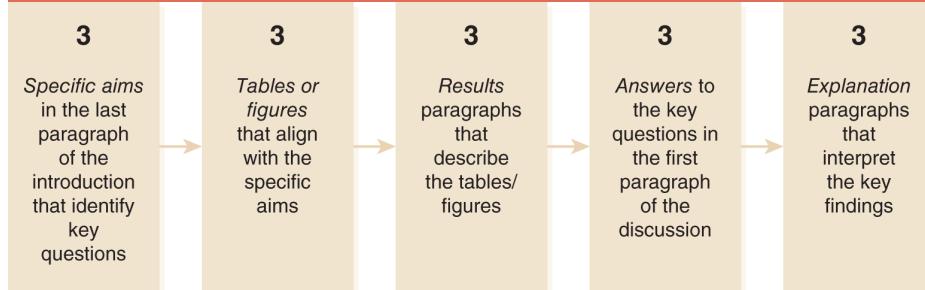 3
Specific aims
in the last
paragraph
of the
introduction
that identify
key
questions
3
Tables or
figures
that align
with the
specific
aims
3
Results
paragraphs
that
describe
the tables/
figures
3
Answers to
the key
questions in
the first
paragraph
of the
discussion
3
Explanation
paragraphs
that
interpret
the key
findings